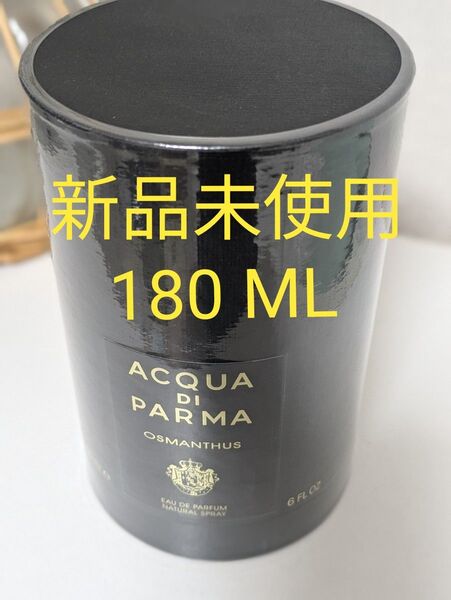 新品未使用
180 ML
ACQUA
DI
PARMA
OSMANTHUS
EAU DE PARFUM
NATURAL SPRAY
6 FL OZ